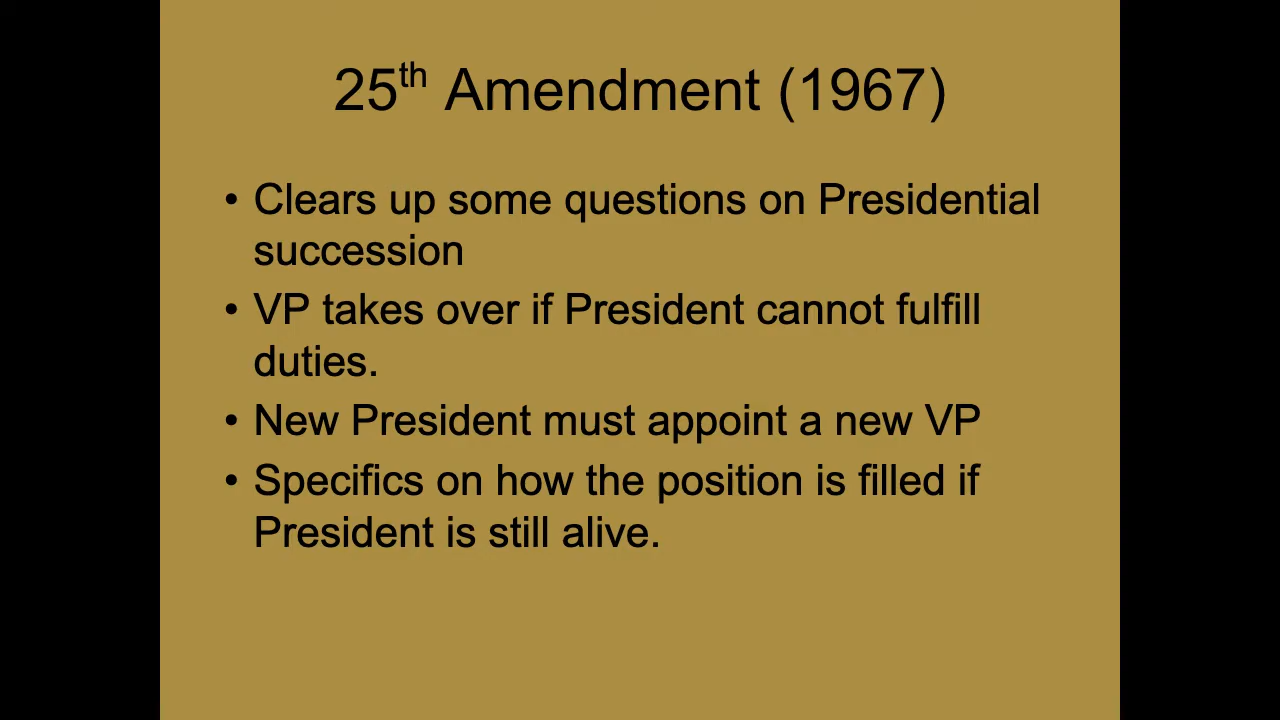 25th Amendment (1967)
• Clears up some questions on Presidential
succession
• VP takes over if President cannot fulfill
duties.
• New President must appoint a new VP
• Specifics on how the position is filled if
President is still alive.